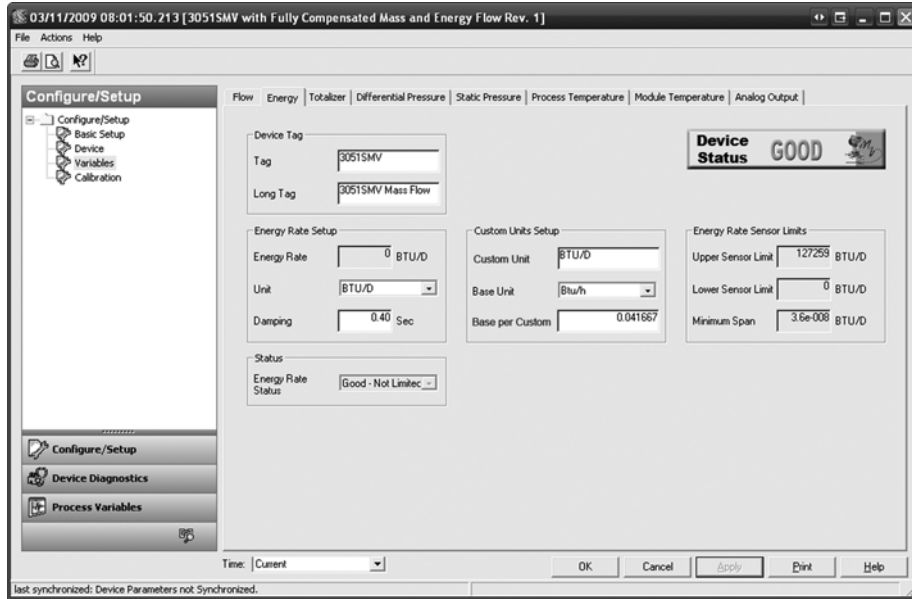 03/11/2009 08:01:50.213 [3051SMV with Fully Compensated Mass and Energy Flow Rev. 1]
File Actions Help
Configure/Setup
Configure/Setup
Basic Setup
Device
Variables
Calibration
Configure/Setup
Device Diagnostics
Process Variables
Flow Energy Totalizer Differential Pressure Static Pressure Process Temperature Module Temperature Analog Output
Device Tag
Tag 3051SMV
Long Tag 3051SMV Mass Flow
Device Status GOOD
Energy Rate Setup
Energy Rate 0 BTU/D
Unit BTU/D
Damping 0.40 Sec
Custom Units Setup
Custom Unit BTU/D
Base Unit Btu/h
Base per Custom 0.041667
Energy Rate Sensor Limits
Upper Sensor Limit 127259 BTU/D
Lower Sensor Limit 0 BTU/D
Minimum Span 3.6e-008 BTU/D
Status
Energy Rate Status Good - Not Limitec
Time: Current
OK Cancel Apply Print Help
last synchronized: Device Parameters not Synchronized.